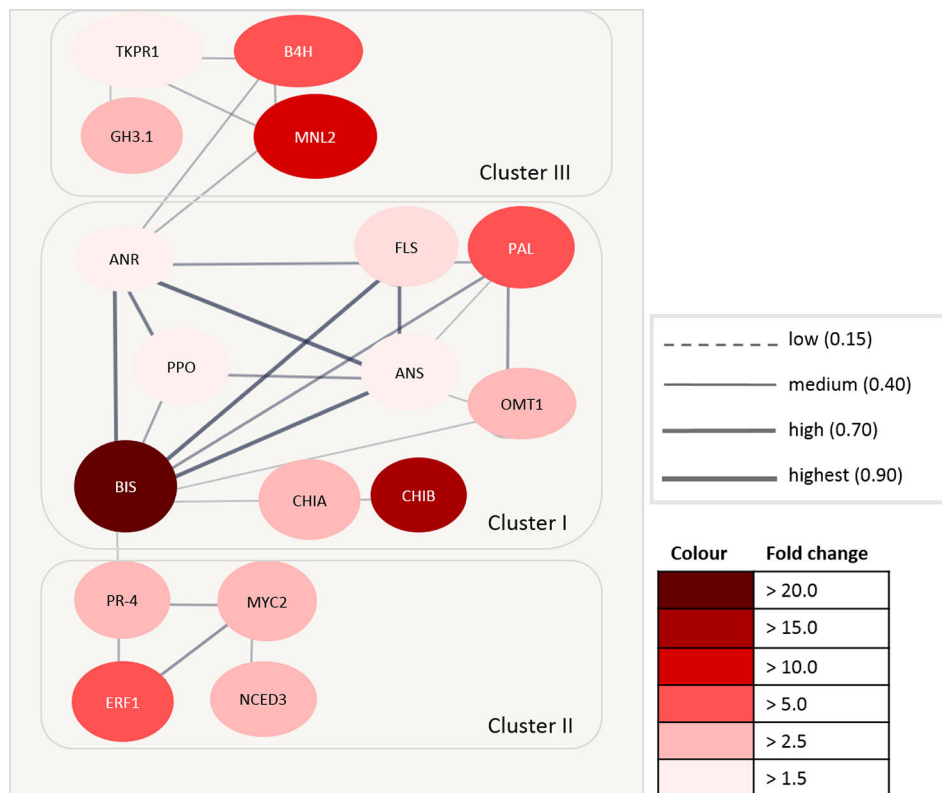 TKPR1
B4H
GH3.1
MNL2
Cluster III
ANR
FLS
PAL
PPO
ANS
OMT1
BIS
CHIA
CHIB
Cluster I
PR-4
MYC2
ERF1
NCED3
Cluster II
low (0.15)
medium (0.40)
high (0.70)
highest (0.90)
Colour Fold change
> 20.0
> 15.0
> 10.0
> 5.0
> 2.5
> 1.5